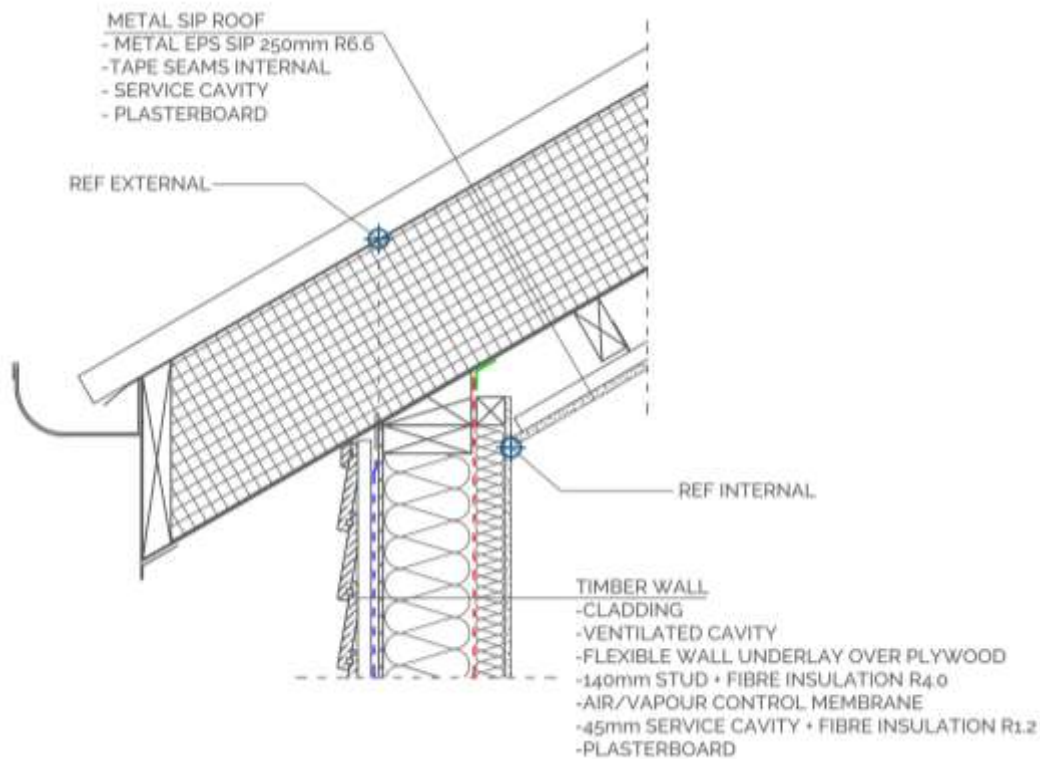 METAL SIP ROOF
- METAL EPS SIP 250mm R6.6
-TAPE SEAMS INTERNAL
- SERVICE CAVITY
- PLASTERBOARD
REF EXTERNAL
REF INTERNAL
TIMBER WALL
-CLADDING
-VENTILATED CAVITY
-FLEXIBLE WALL UNDERLAY OVER PLYWOOD
-140mm STUD + FIBRE INSULATION R4.0
-AIR/VAPOUR CONTROL MEMBRANE
-45mm SERVICE CAVITY + FIBRE INSULATION R1.2
-PLASTERBOARD